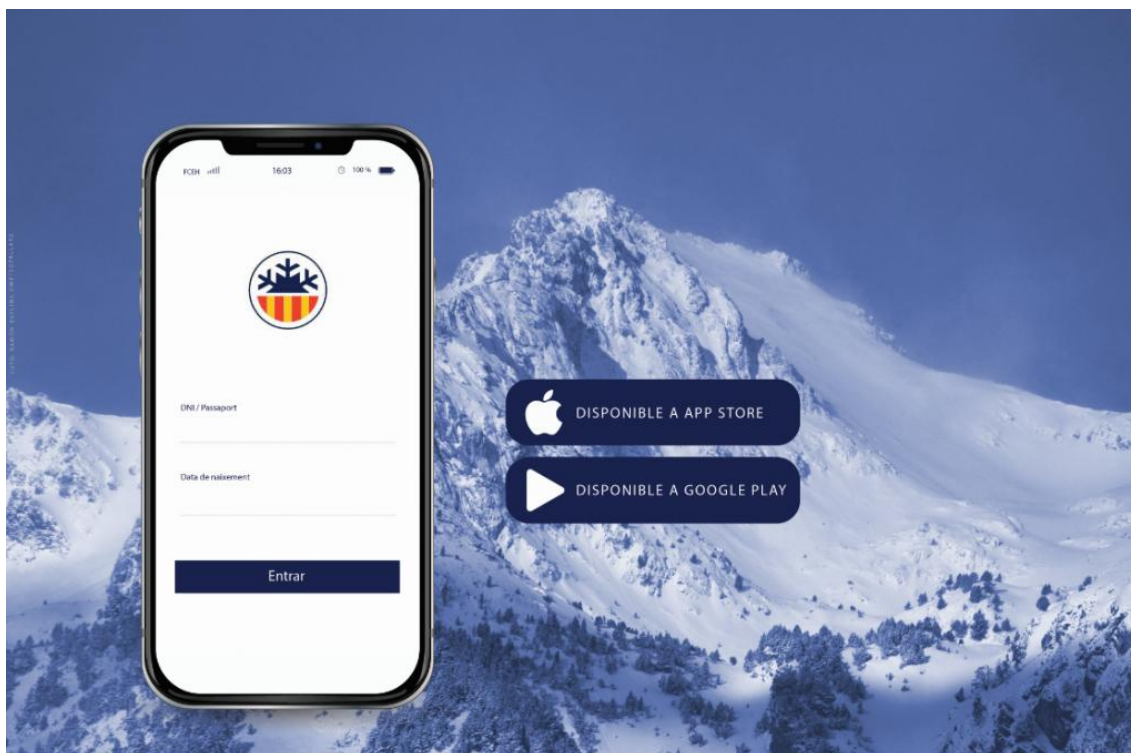 FCEH
16:03
100 %
DNI / Passaport
Data de naixement
Entrar
DISPONIBLE A APP STORE
DISPONIBLE A GOOGLE PLAY